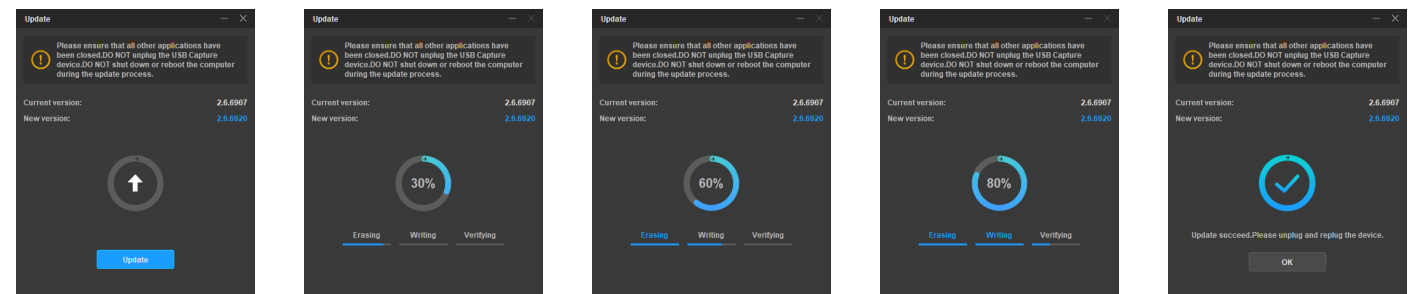 Update
Please ensure that all other applications have
been closed.DO NOT unplug the USB Capture
device.DO NOT shut down or reboot the computer
during the update process.
Current version: 2.6.6907
New version: 2.6.6920
Update
Update
Please ensure that all other applications have
been closed.DO NOT unplug the USB Capture
device.DO NOT shut down or reboot the computer
during the update process.
Current version: 2.6.6907
New version: 2.6.6920
30%
Erasing Writing Verifying
Update
Please ensure that all other applications have
been closed.DO NOT unplug the USB Capture
device.DO NOT shut down or reboot the computer
during the update process.
Current version: 2.6.6907
New version: 2.6.6920
60%
Erasing Writing Verifying
Update
Please ensure that all other applications have
been closed.DO NOT unplug the USB Capture
device.DO NOT shut down or reboot the computer
during the update process.
Current version: 2.6.6907
New version: 2.6.6920
80%
Erasing Writing Verifying
Update
Please ensure that all other applications have
been closed.DO NOT unplug the USB Capture
device.DO NOT shut down or reboot the computer
during the update process.
Current version: 2.6.6907
New version: 2.6.6920
Update succeed.Please unplug and replug the device.
OK